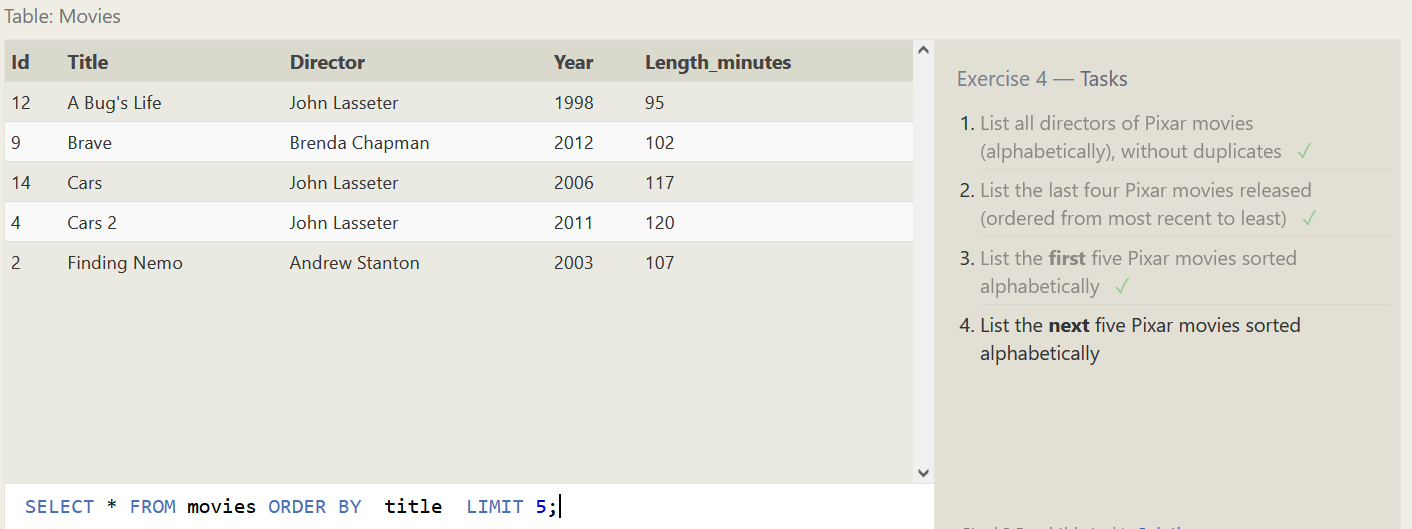 Table: Movies
Id Title Director Year Length_minutes
12 A Bug's Life John Lasseter 1998 95
9 Brave Brenda Chapman 2012 102
14 Cars John Lasseter 2006 117
4 Cars 2 John Lasseter 2011 120
2 Finding Nemo Andrew Stanton 2003 107
SELECT * FROM movies ORDER BY  title  LIMIT 5;
Exercise 4 — Tasks
1. List all directors of Pixar movies
(alphabetically), without duplicates ✓
2. List the last four Pixar movies released
(ordered from most recent to least) ✓
3. List the first five Pixar movies sorted
alphabetically ✓
4. List the next five Pixar movies sorted
alphabetically